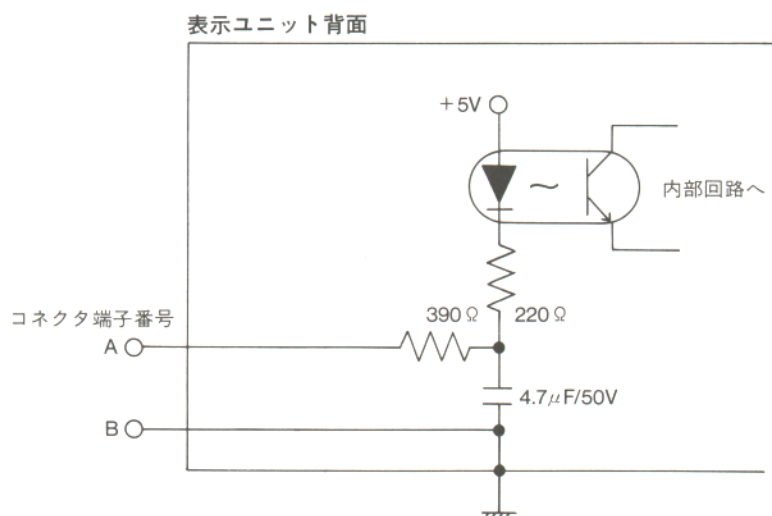 表示ユニット背面
+5V
内部回路へ
コネクタ端子番号
390Ω
220Ω
A
4.7μF/50V
B